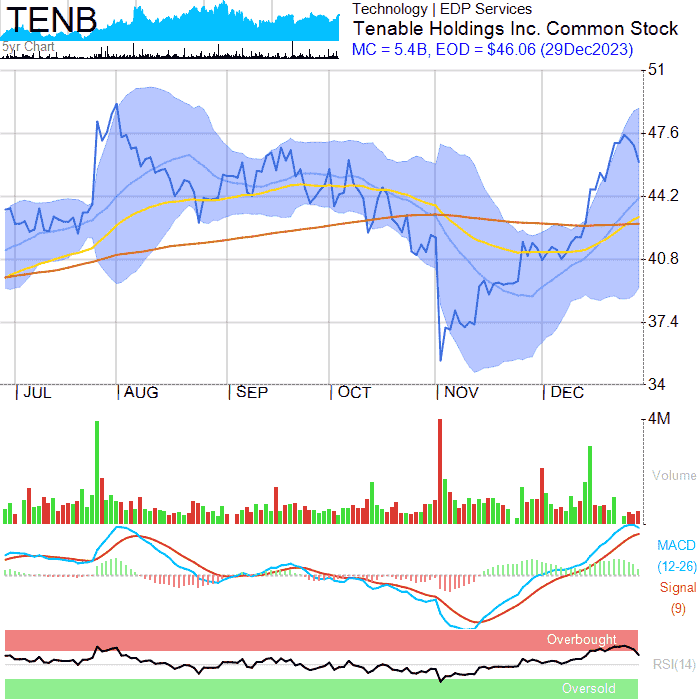 TENB
5yr Chart
Technology | EDP Services
Tenable Holdings Inc. Common Stock
MC = 5.4B, EOD = $46.06 (29Dec2023)
51
47.6
44.2
40.8
37.4
34
JUL AUG SEP OCT NOV DEC
4M
Volume
MACD
(12-26)
Signal
(9)
Overbought
RSI(14)
Oversold